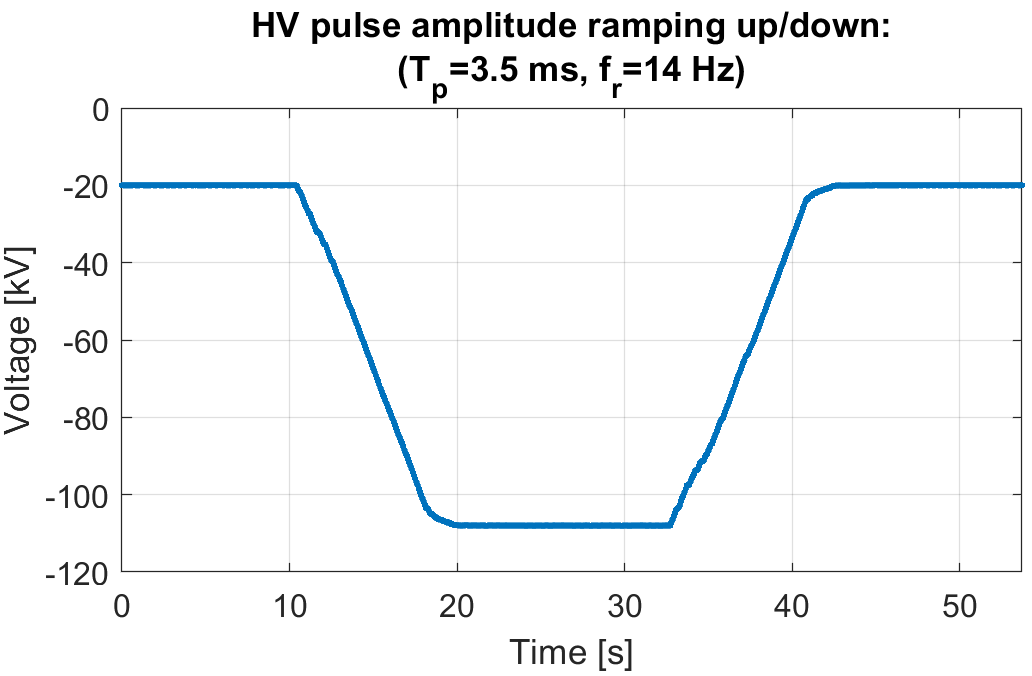 HV pulse amplitude ramping up/down:
(Tp=3.5 ms, fr=14 Hz)
0
-20
-40
-60
-80
-100
-120
Voltage [kV]
0 10 20 30 40 50
Time [s]